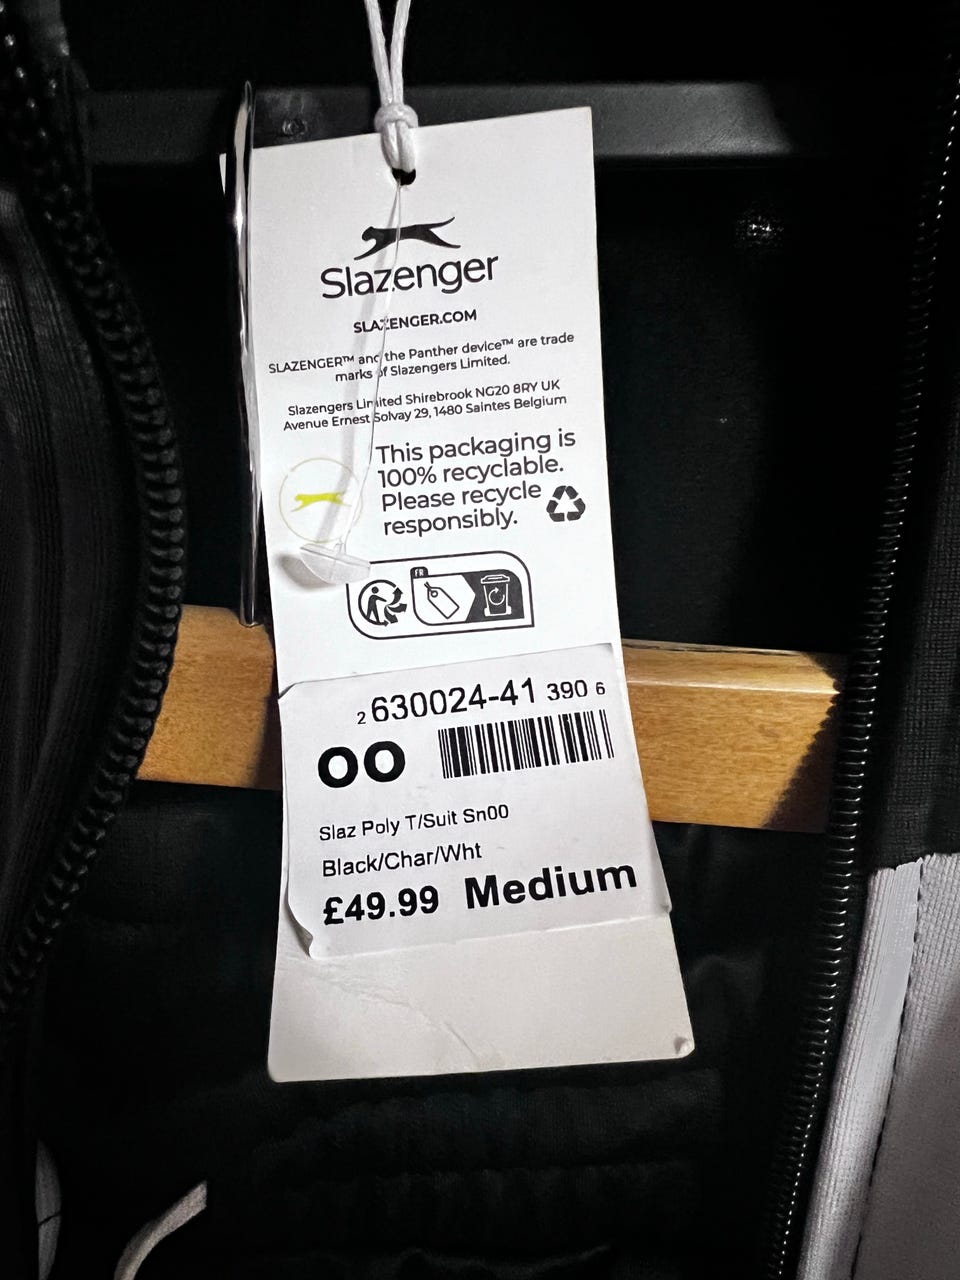 Slazenger
SLAZENGER.COM
SLAZENGER™ and the Panther device™ are trade
marks of Slazengers Limited.
Slazengers Limited Shirebrook NG20 8RY UK
Avenue Ernest Solvay 29, 1480 Saintes Belgium
This packaging is
100% recyclable.
Please recycle
responsibly.
FR
2 630024-41 390 6
OO
Slaz Poly T/Suit Sn00
Black/Char/Wht
£49.99 Medium